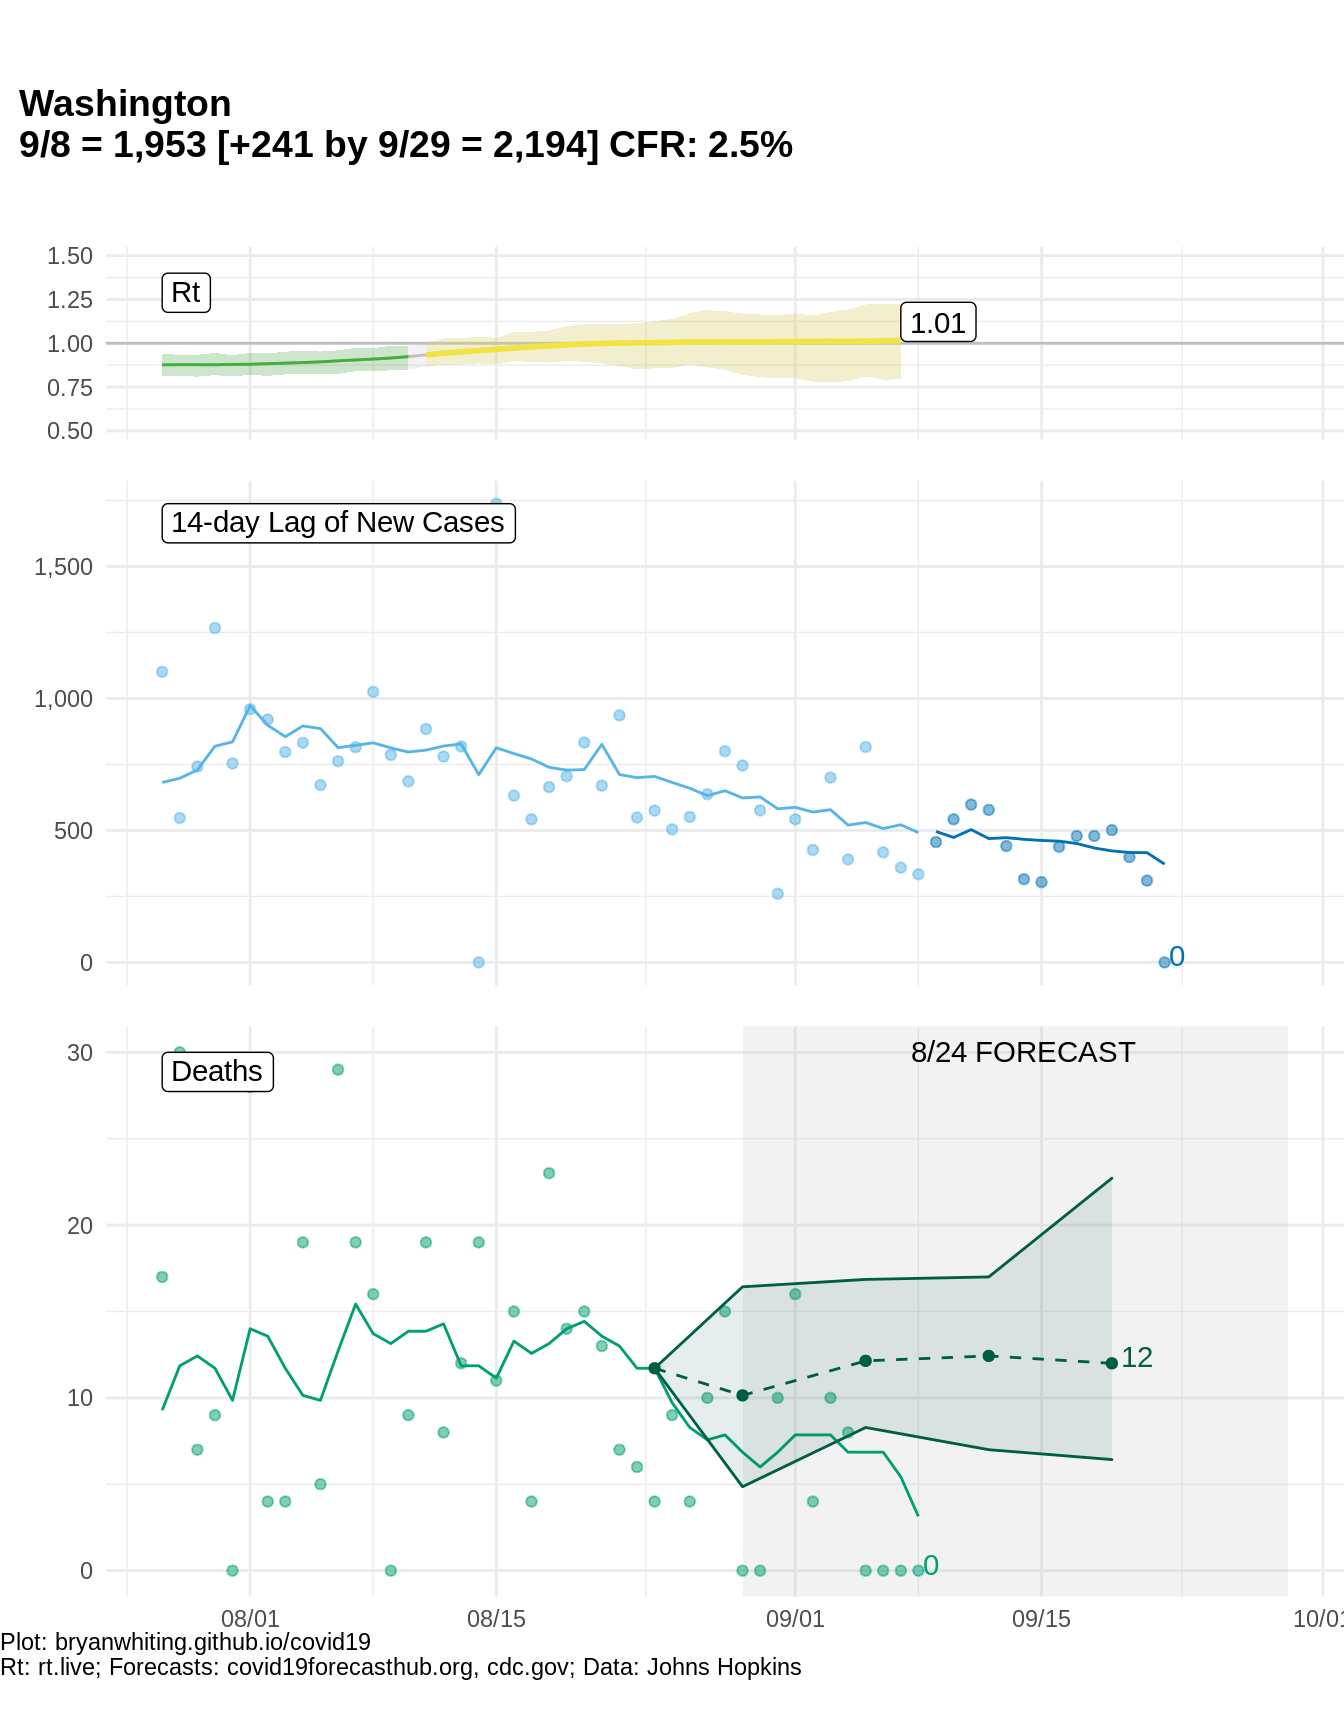 Washington
9/8 = 1,953 [+241 by 9/29 = 2,194] CFR: 2.5%
1.50
1.25
1.00
0.75
0.50
Rt
1.01
14-day Lag of New Cases
1,500
1,000
500
0
0
Deaths
8/24 FORECAST
30
20
10
0
12
0
08/01
08/15
09/01
09/15
10/01
Plot: bryanwhiting.github.io/covid19
Rt: rt.live; Forecasts: covid19forecasthub.org, cdc.gov; Data: Johns Hopkins